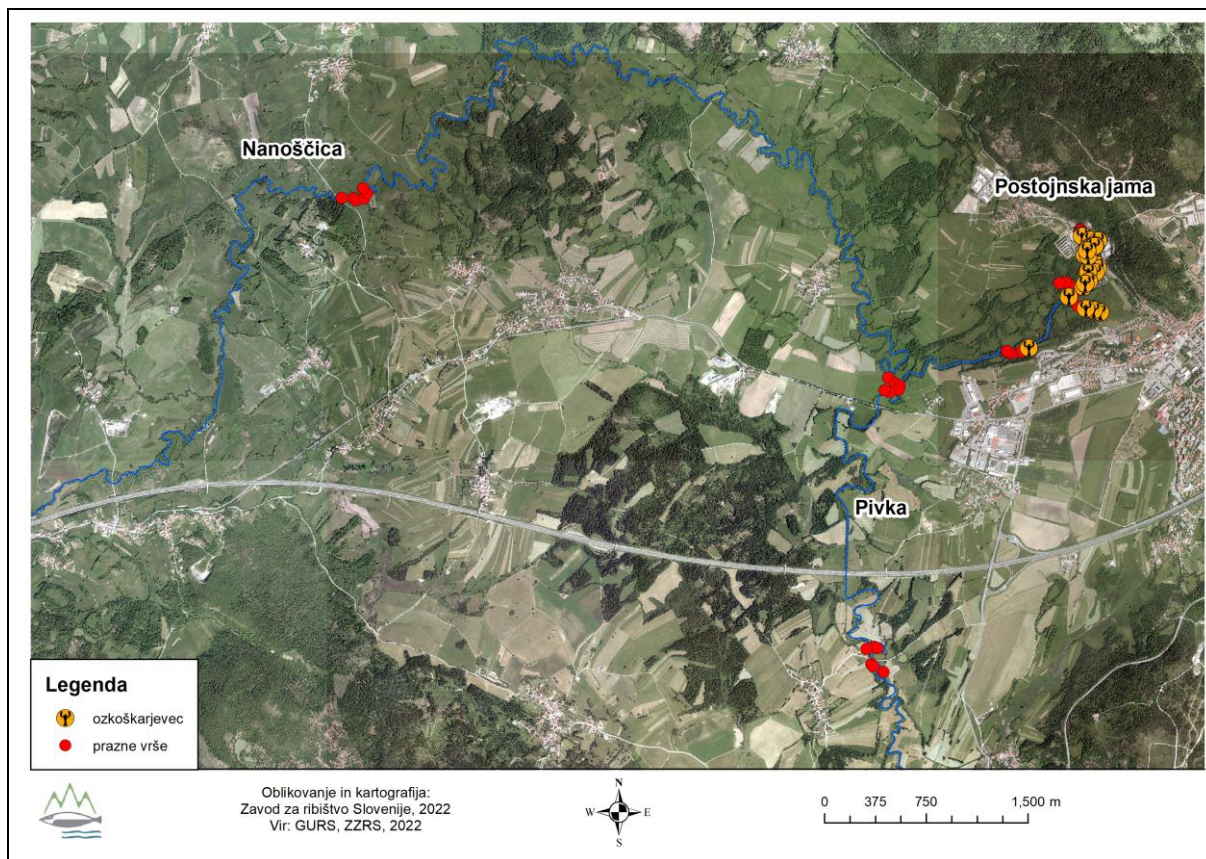 Nanoščica
Postojnska jama
Pivka
Legenda
ozkoškarjevec
prazne vrše
Oblikovanje in kartografija:
Zavod za ribištvo Slovenije, 2022
Vir: GURS, ZZRS, 2022
N
W E
S
0 375 750 1,500 m